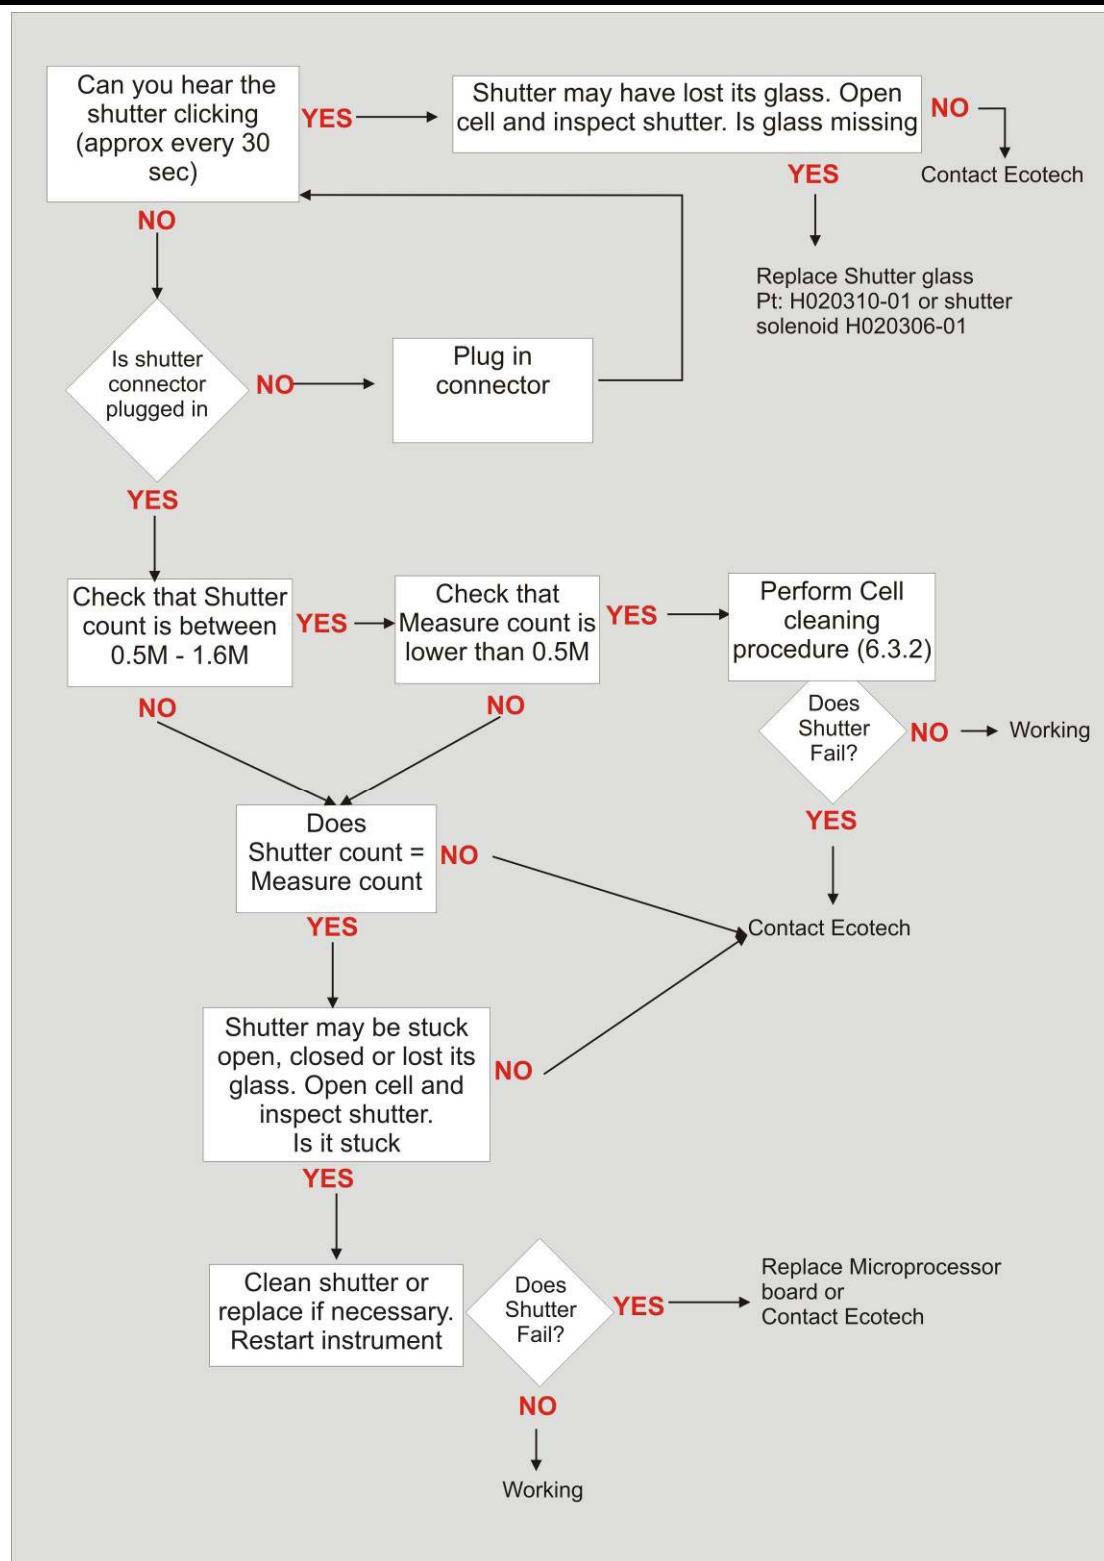 Can you hear the
shutter clicking
(approx every 30
sec)
YES
Shutter may have lost its glass. Open
cell and inspect shutter. Is glass missing
NO
Contact Ecotech
YES
Replace Shutter glass
Pt: H020310-01 or shutter
solenoid H020306-01
NO
Is shutter
connector
plugged in
NO
Plug in
connector
YES
Check that Shutter
count is between
0.5M - 1.6M
YES
Check that
Measure count is
lower than 0.5M
YES
Perform Cell
cleaning
procedure (6.3.2)
Does
Shutter
Fail?
NO
Working
YES
Contact Ecotech
NO
NO
Does
Shutter count =
Measure count
NO
YES
Shutter may be stuck
open, closed or lost its
glass. Open cell and
inspect shutter.
Is it stuck
NO
YES
Clean shutter or
replace if necessary.
Restart instrument
Does
Shutter
Fail?
YES
Replace Microprocessor
board or
Contact Ecotech
NO
Working